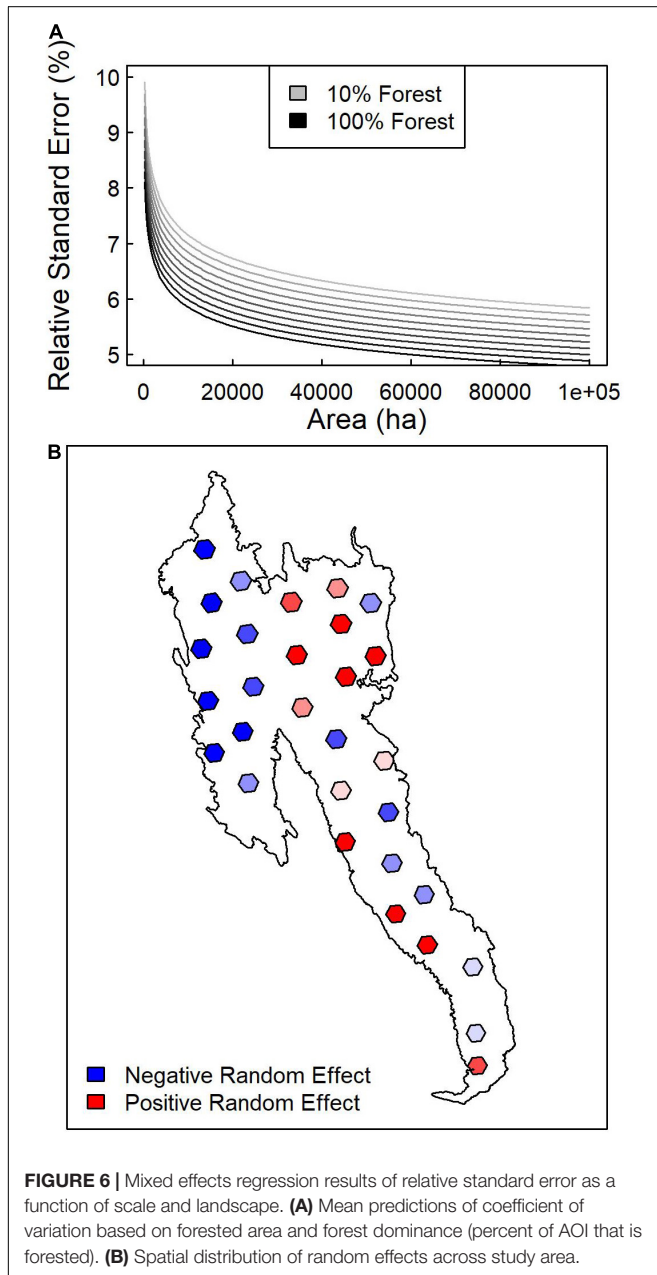 A
Relative Standard Error (%)
10
9
8
7
6
5
10% Forest
100% Forest
0 20000 40000 60000 80000 1e+05
Area (ha)
B
Negative Random Effect
Positive Random Effect
FIGURE 6 | Mixed effects regression results of relative standard error as a
function of scale and landscape. (A) Mean predictions of coefficient of
variation based on forested area and forest dominance (percent of AOI that is
forested). (B) Spatial distribution of random effects across study area.